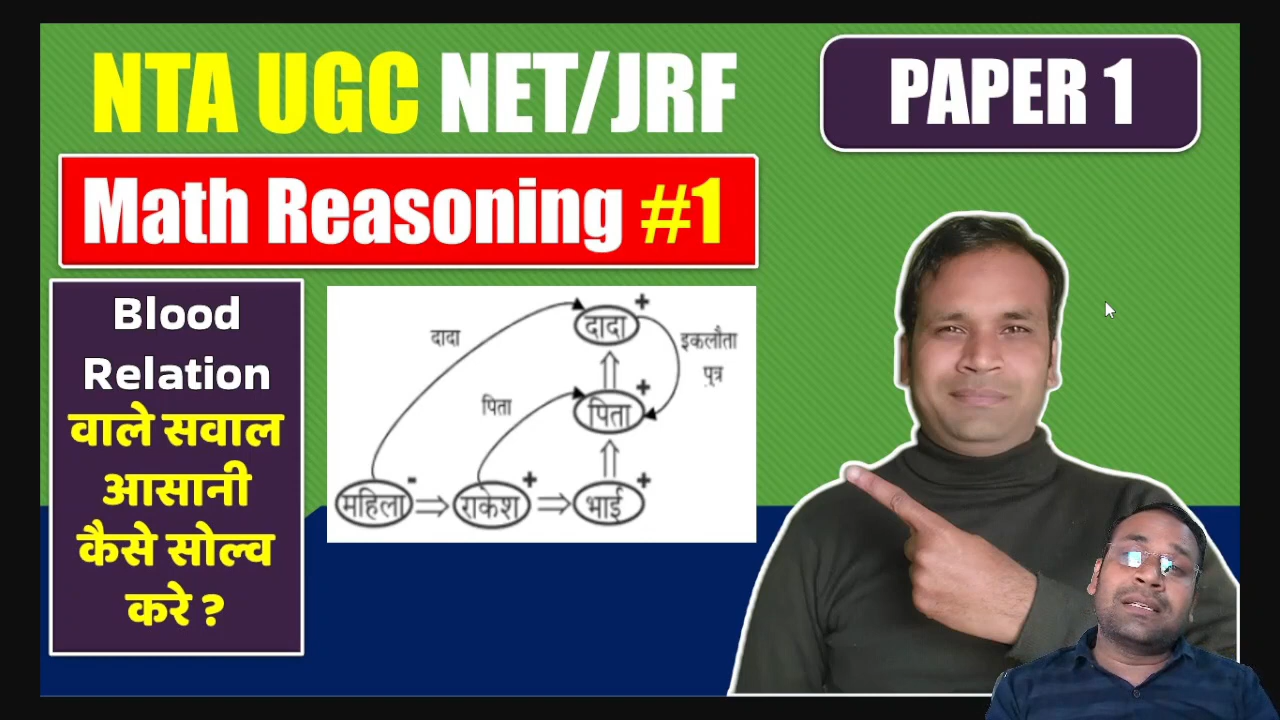 NTA UGC NET/JRF
PAPER 1
Math Reasoning #1
Blood
Relation
वाले सवाल
आसानी
कैसे सोल्व
करे ?
दादा
+
दादा
इकलौता
पुत्र
पिता
+
पिता
महिला -
राकेश +
भाई +